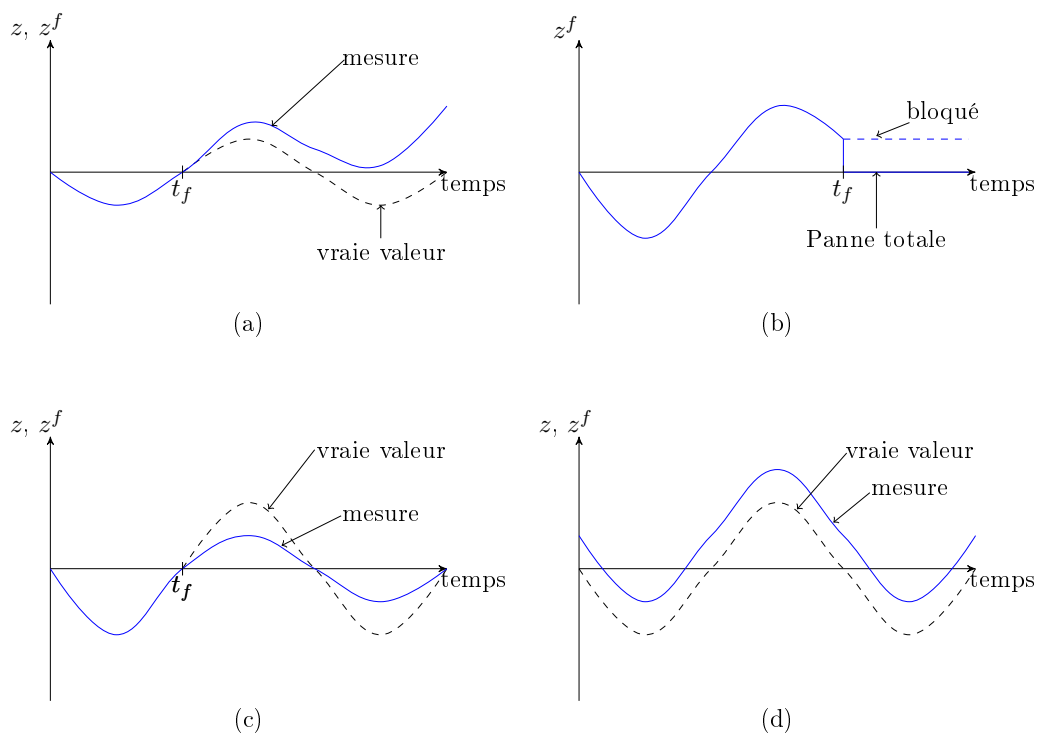 z, z^f
mesure
t_f
temps
vraie valeur
(a)
z^f
bloqué
t_f
temps
Panne totale
(b)
z, z^f
vraie valeur
mesure
t_f
temps
(c)
z, z^f
vraie valeur
mesure
temps
(d)